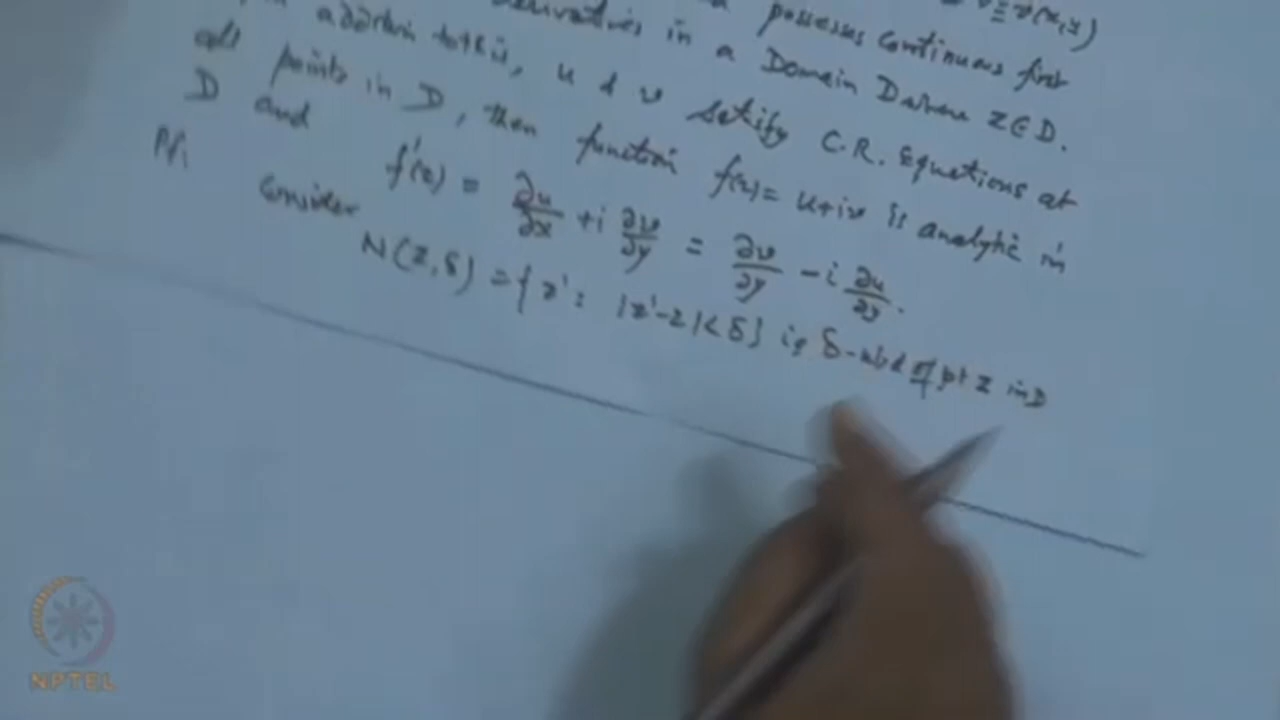 v≡v(x,y)
possesses continuous first
derivatives in a Domain D where z∈D.
addition to this, u & v satisfy C.R. Equations at
all points in D, then function f(z)= u+iv is analytic in
D and f'(z) = ∂u/∂x +i ∂v/∂y = ∂v/∂y -i ∂u/∂y.
Pf: Consider N(z,δ) = { z' : |z'-z|<δ} is δ-nbd of pt z in D
NPTEL